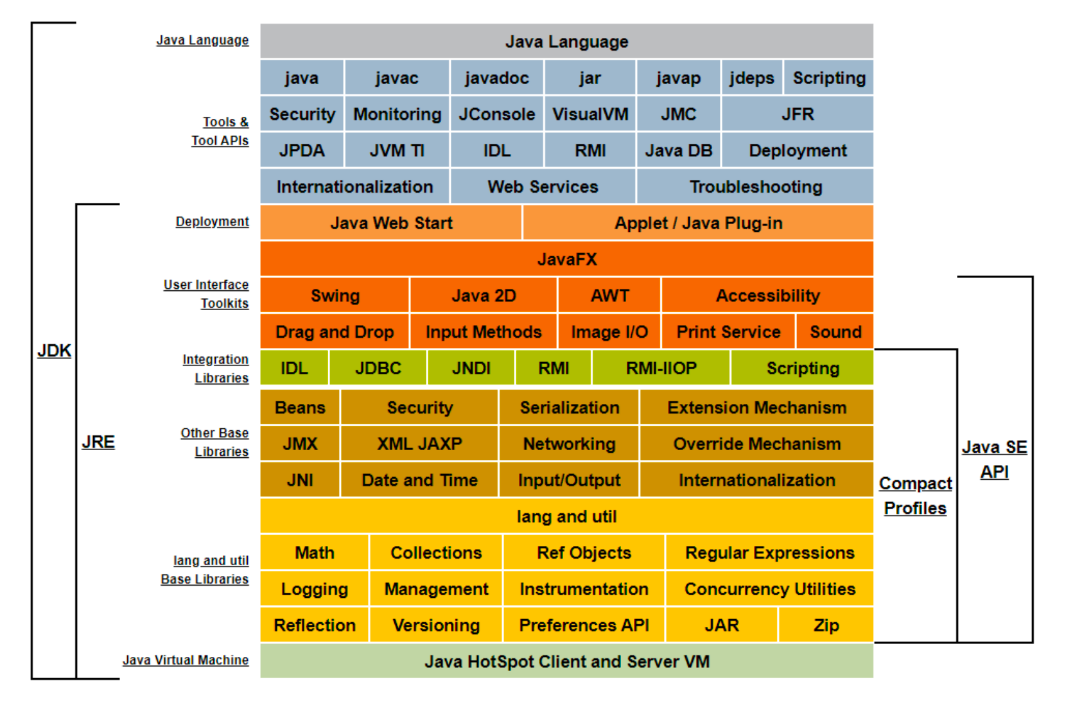 Java Language Java Language
java javac javadoc jar javap jdeps Scripting
Tools & Security Monitoring JConsole VisualVM JMC JFR
Tool APIs JPDA JVM TI IDL RMI Java DB Deployment
Internationalization Web Services Troubleshooting
Deployment Java Web Start Applet / Java Plug-in
JavaFX
User Interface
Toolkits
Swing Java 2D AWT Accessibility
Drag and Drop Input Methods Image I/O Print Service Sound
JDK
Integration
Libraries
IDL JDBC JNDI RMI RMI-IIOP Scripting
Beans Security Serialization Extension Mechanism
JRE
Other Base
Libraries
JMX XML JAXP Networking Override Mechanism
Java SE
API
JNI Date and Time Input/Output Internationalization
Compact
Profiles
lang and util
Math Collections Ref Objects Regular Expressions
lang and util
Base Libraries
Logging Management Instrumentation Concurrency Utilities
Reflection Versioning Preferences API JAR Zip
Java Virtual Machine Java HotSpot Client and Server VM